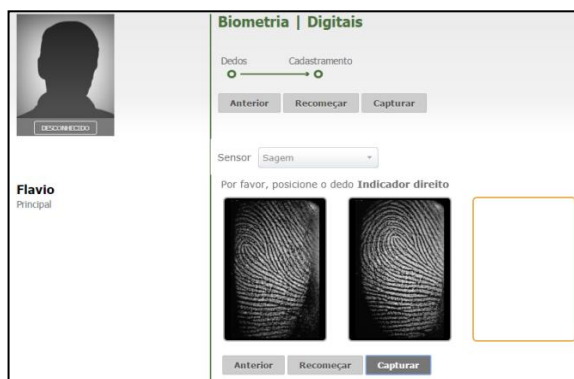 DESCONHECIDO
Flavio
Principal
Biometria | Digitais
Dedos Cadastramento
Anterior Recomeçar Capturar
Sensor Sagem
Por favor, posicione o dedo Indicador direito
Anterior Recomeçar Capturar